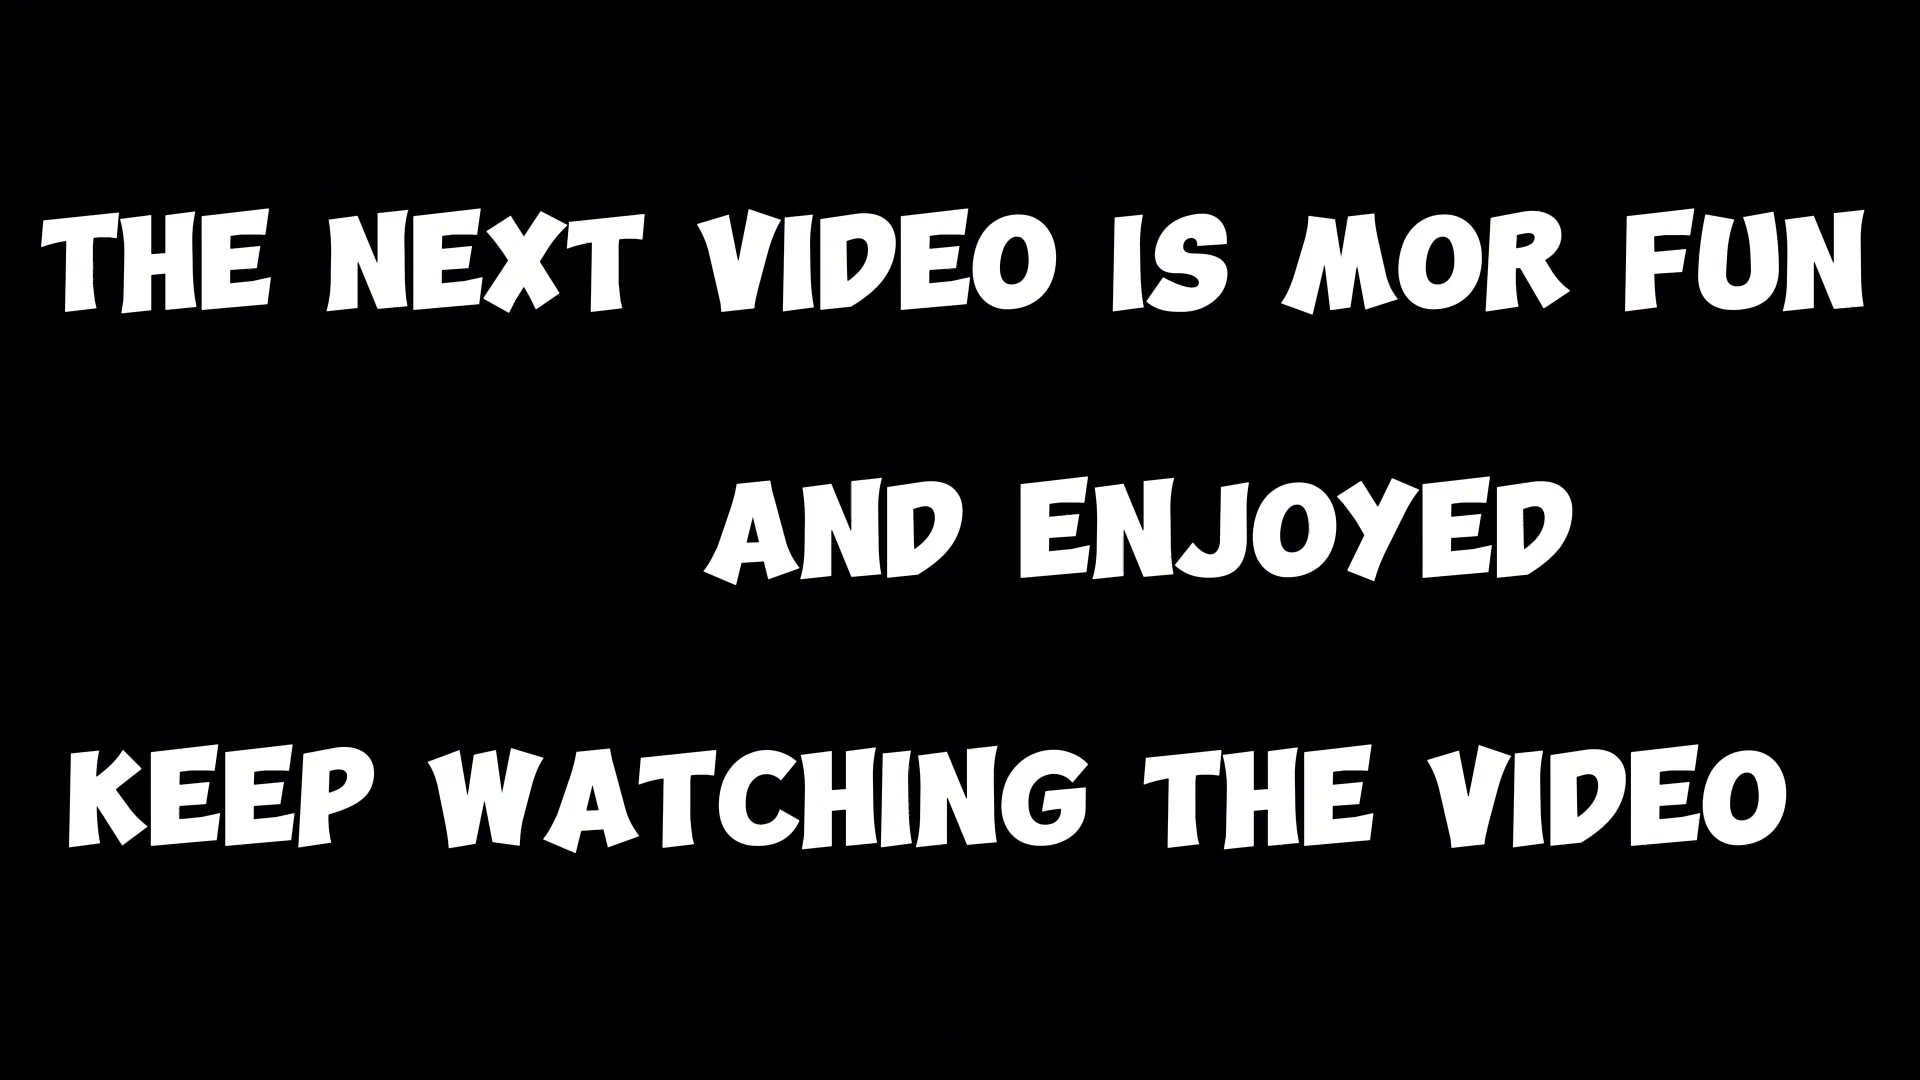 THE NEXT VIDEO IS MOR FUN
AND ENJOYED
KEEP WATCHING THE VIDEO